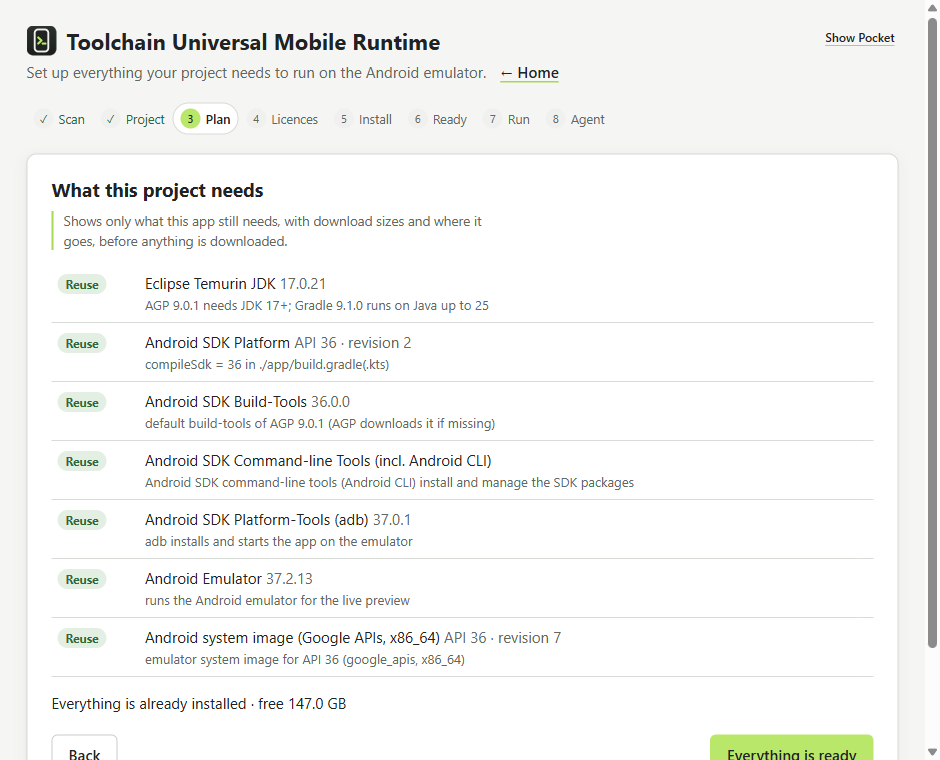 Toolchain Universal Mobile Runtime
Show Pocket
Set up everything your project needs to run on the Android emulator. ← Home
✓ Scan ✓ Project 3 Plan 4 Licences 5 Install 6 Ready 7 Run 8 Agent
What this project needs
Shows only what this app still needs, with download sizes and where it
goes, before anything is downloaded.
Reuse Eclipse Temurin JDK 17.0.21
AGP 9.0.1 needs JDK 17+; Gradle 9.1.0 runs on Java up to 25
Reuse Android SDK Platform API 36 · revision 2
compileSdk = 36 in ./app/build.gradle(.kts)
Reuse Android SDK Build-Tools 36.0.0
default build-tools of AGP 9.0.1 (AGP downloads it if missing)
Reuse Android SDK Command-line Tools (incl. Android CLI)
Android SDK command-line tools (Android CLI) install and manage the SDK packages
Reuse Android SDK Platform-Tools (adb) 37.0.1
adb installs and starts the app on the emulator
Reuse Android Emulator 37.2.13
runs the Android emulator for the live preview
Reuse Android system image (Google APIs, x86_64) API 36 · revision 7
emulator system image for API 36 (google_apis, x86_64)
Everything is already installed · free 147.0 GB
Back Everything is ready